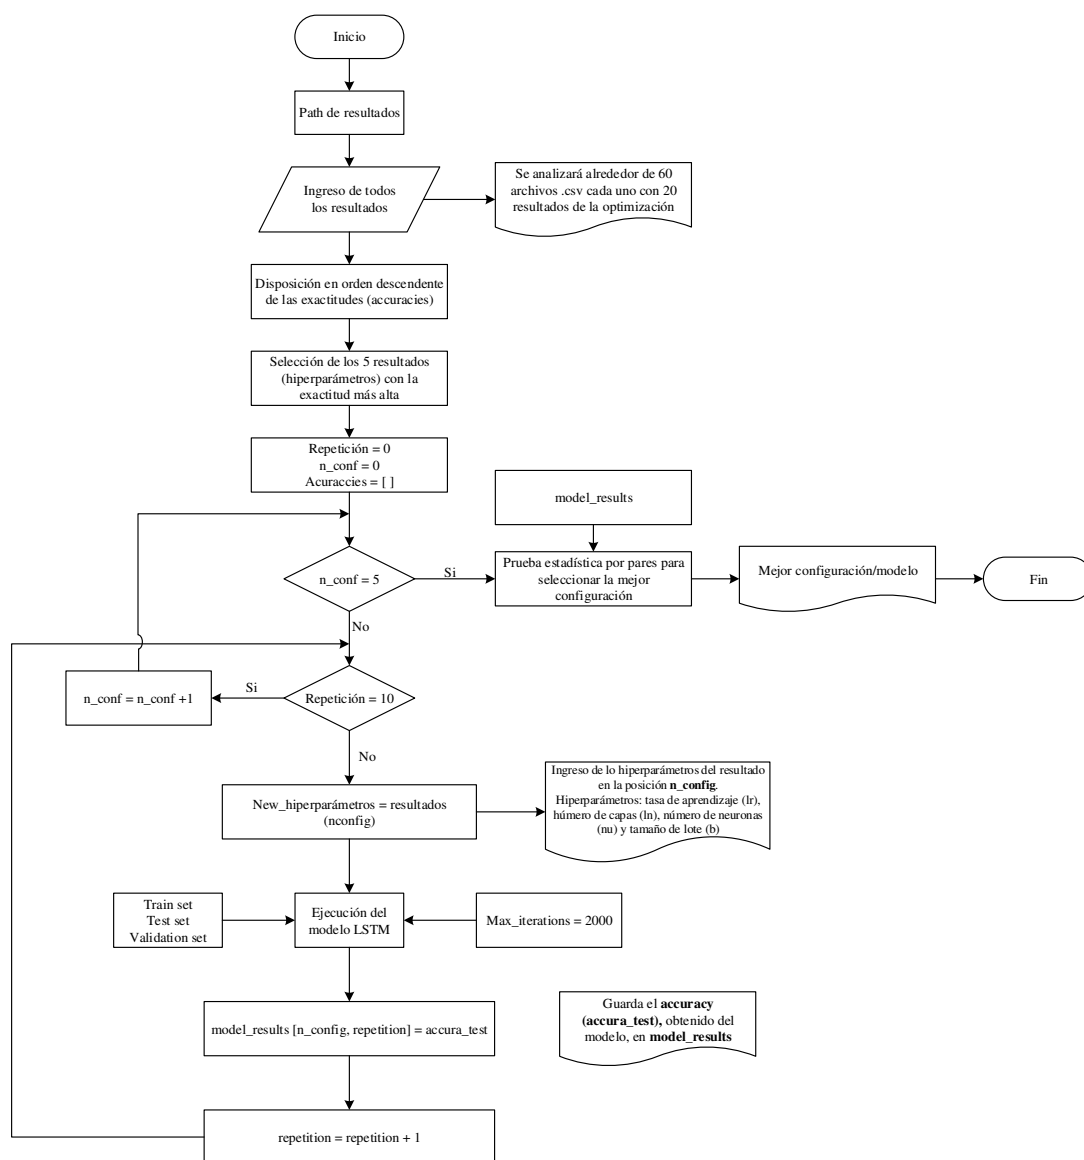 Inicio
Path de resultados
Ingreso de todos
los resultados
Se analizará alrededor de 60
archivos .csv cada uno con 20
resultados de la optimización
Disposición en orden descendente
de las exactitudes (accuracies)
Selección de los 5 resultados
(hiperparámetros) con la
exactitud más alta
Repetición = 0
n_conf = 0
Acuraccies = [ ]
model_results
n_conf = 5
Si
Prueba estadística por pares para
seleccionar la mejor
configuración
Mejor configuración/modelo
Fin
No
n_conf = n_conf +1
Si
Repetición = 10
No
New_hiperparámetros = resultados
(nconfig)
Ingreso de lo hiperparámetros del resultado
en la posición n_config.
Hiperparámetros: tasa de aprendizaje (lr),
húmero de capas (ln), número de neuronas
(nu) y tamaño de lote (b)
Train set
Test set
Validation set
Ejecución del
modelo LSTM
Max_iterations = 2000
model_results [n_config, repetition] = accura_test
Guarda el accuracy
(accura_test), obtenido del
modelo, en model_results
repetition = repetition + 1